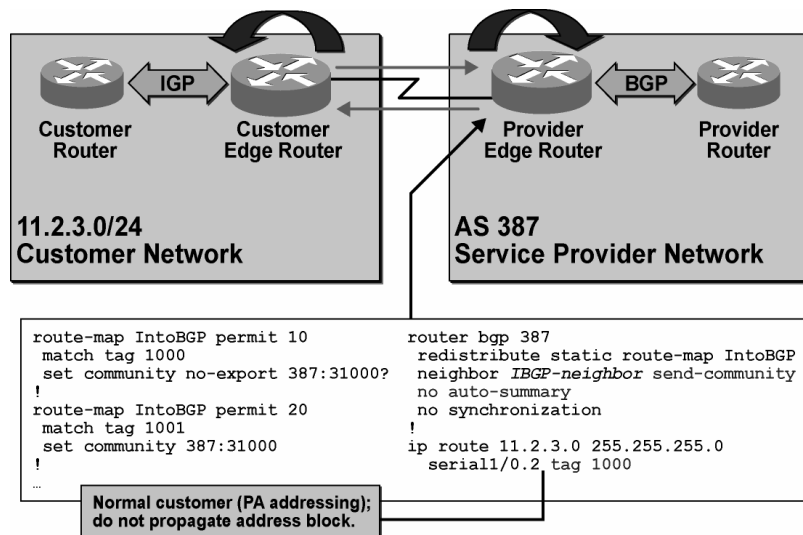 IGP
BGP
Customer
Router
Customer
Edge Router
Provider
Edge Router
Provider
Router
11.2.3.0/24
Customer Network
AS 387
Service Provider Network
route-map IntoBGP permit 10
match tag 1000
set community no-export 387:31000?
!
route-map IntoBGP permit 20
match tag 1001
set community 387:31000
!
…
router bgp 387
redistribute static route-map IntoBGP
neighbor IBGP-neighbor send-community
no auto-summary
no synchronization
!
ip route 11.2.3.0 255.255.255.0
serial1/0.2 tag 1000
Normal customer (PA addressing);
do not propagate address block.